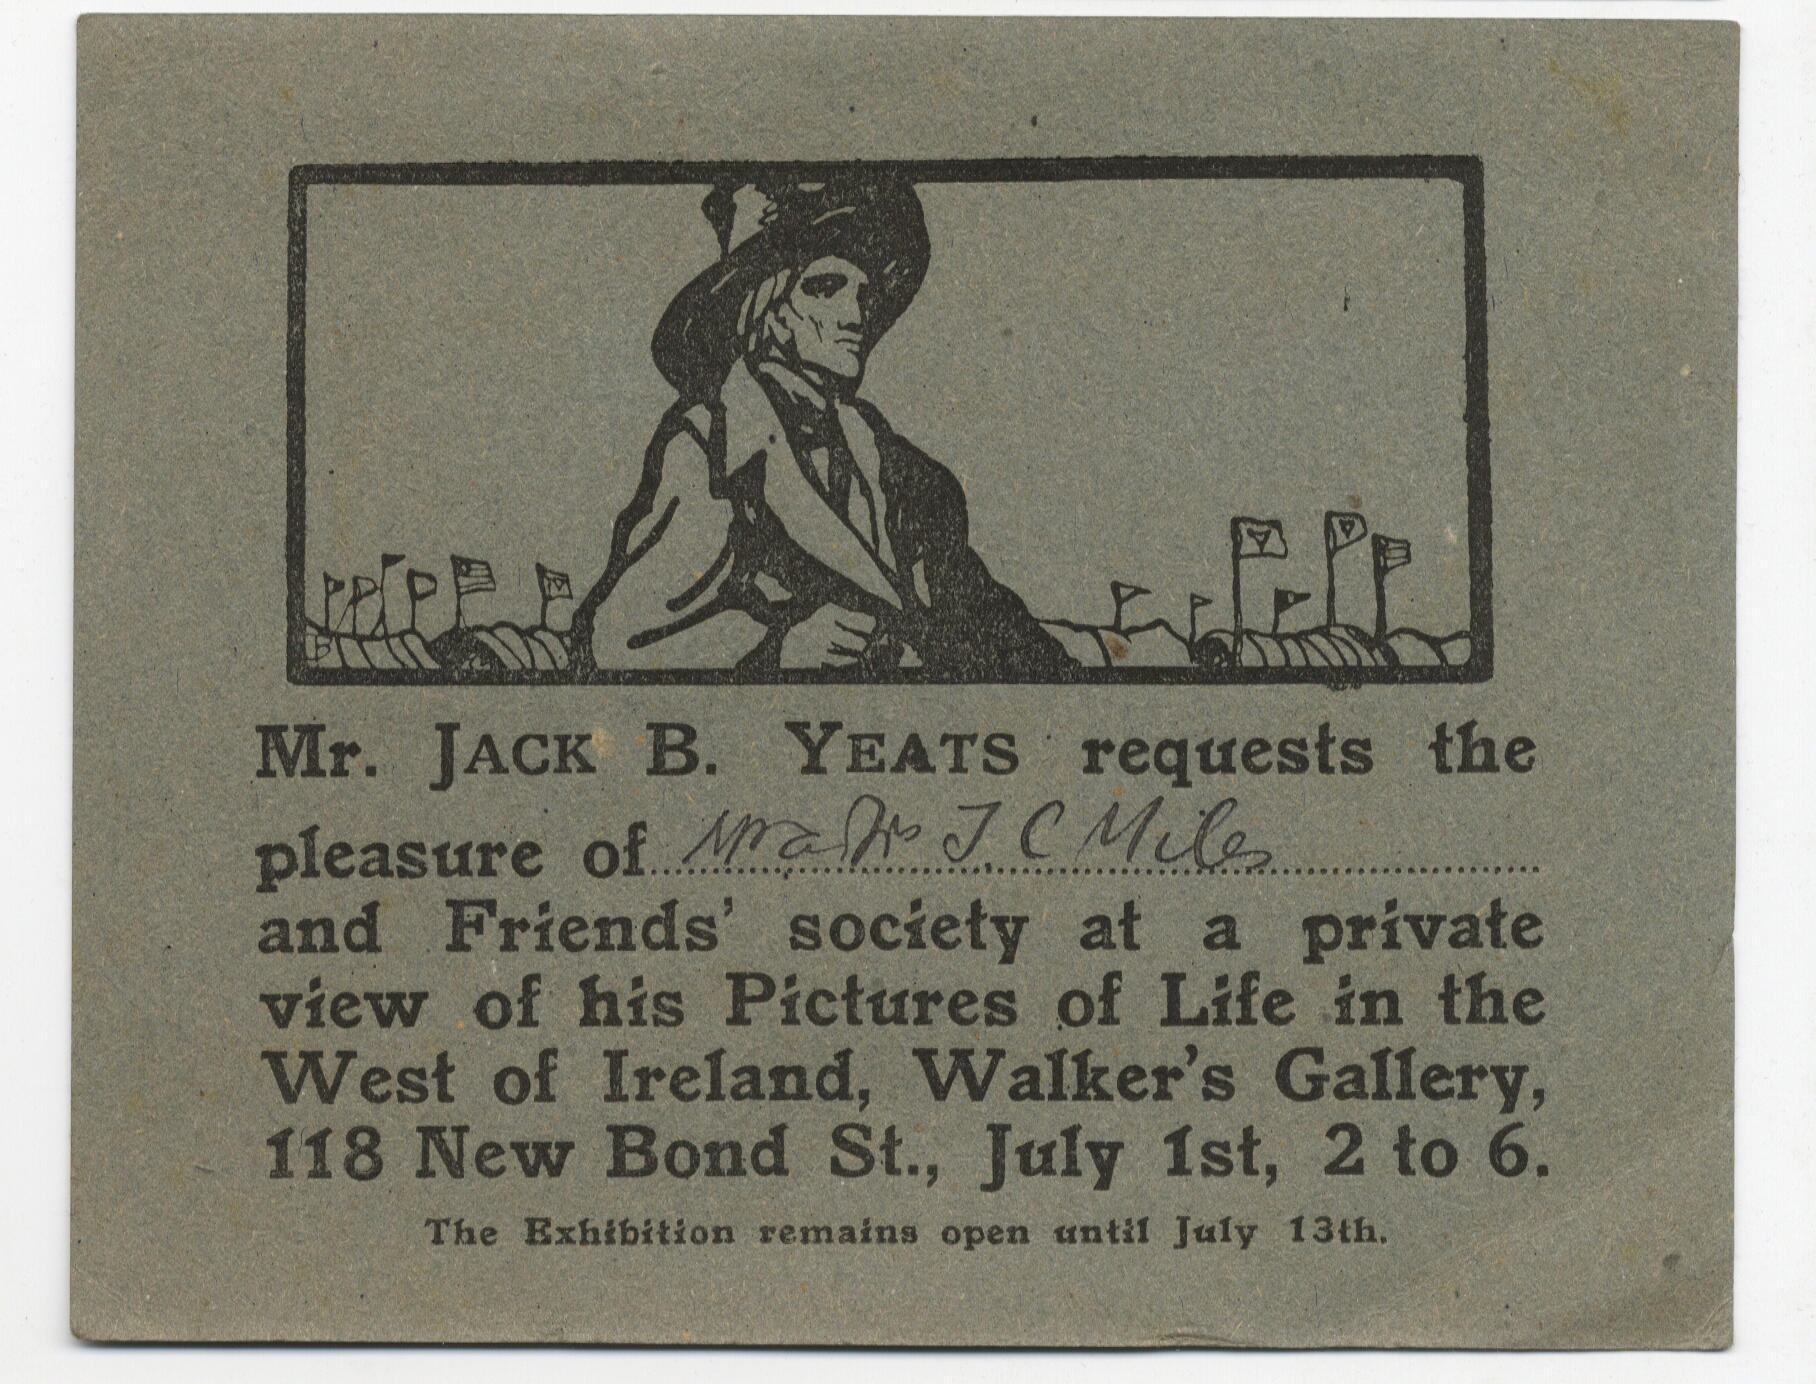 Mr. JACK B. YEATS requests the
pleasure of Mr a Mrs T. C Miles
and Friends' society at a private
view of his Pictures of Life in the
West of Ireland, Walker's Gallery,
118 New Bond St., July 1st, 2 to 6.
The Exhibition remains open until July 13th.